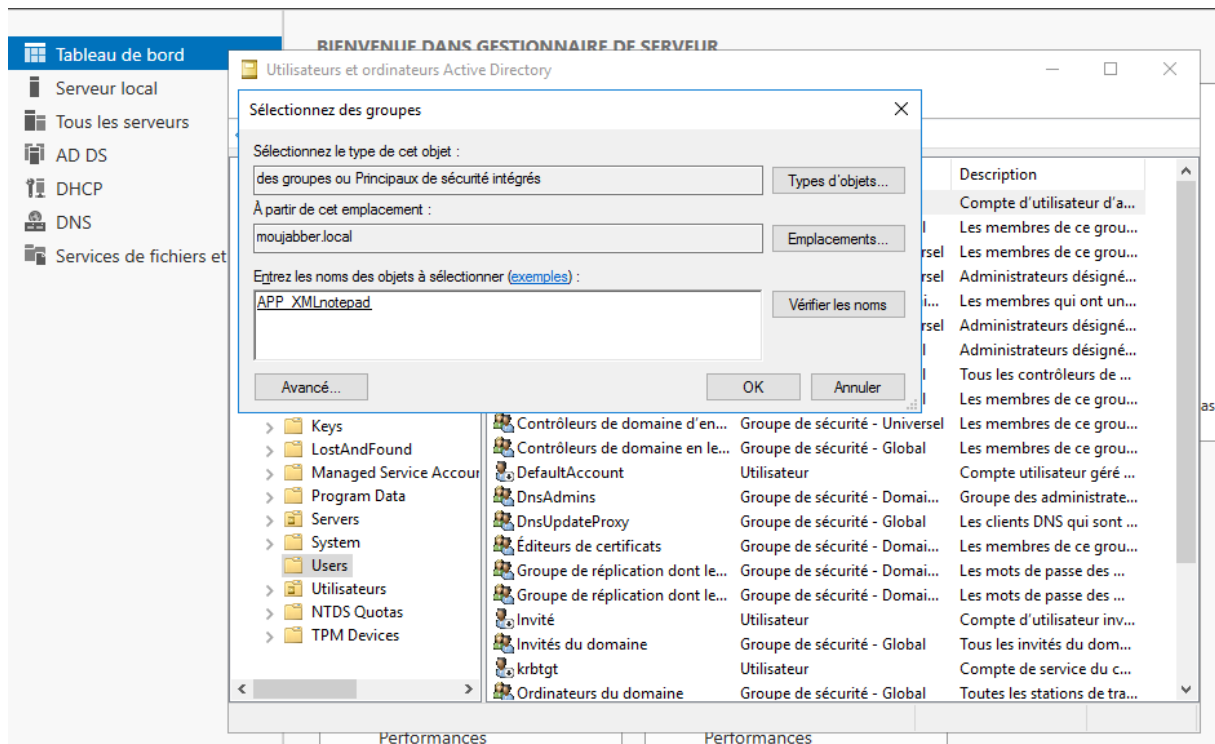 BIENVENUE DANS GESTIONNAIRE DE SERVEUR
Tableau de bord
Serveur local
Tous les serveurs
AD DS
DHCP
DNS
Services de fichiers et
Utilisateurs et ordinateurs Active Directory
Sélectionnez des groupes
Sélectionnez le type de cet objet :
des groupes ou Principaux de sécurité intégrés
Types d'objets...
À partir de cet emplacement :
moujabber.local
Emplacements...
Entrez les noms des objets à sélectionner (exemples) :
APP_XMLnotepad
Vérifier les noms
Avancé...
OK
Annuler
Description
Compte d'utilisateur d'a...
l Les membres de ce grou...
rsel Les membres de ce grou...
rsel Administrateurs désigné...
i... Les membres qui ont un...
rsel Administrateurs désigné...
l Administrateurs désigné...
l Tous les contrôleurs de ...
l Les membres de ce grou...
as
Keys
LostAndFound
Managed Service Accour
Program Data
Servers
System
Users
Utilisateurs
NTDS Quotas
TPM Devices
Contrôleurs de domaine d'en... Groupe de sécurité - Universel Les membres de ce grou...
Contrôleurs de domaine en le... Groupe de sécurité - Global Les membres de ce grou...
DefaultAccount Utilisateur Compte utilisateur géré ...
DnsAdmins Groupe de sécurité - Domai... Groupe des administrate...
DnsUpdateProxy Groupe de sécurité - Global Les clients DNS qui sont ...
Éditeurs de certificats Groupe de sécurité - Domai... Les membres de ce grou...
Groupe de réplication dont le... Groupe de sécurité - Domai... Les mots de passe des ...
Groupe de réplication dont le... Groupe de sécurité - Domai... Les mots de passe des ...
Invité Utilisateur Compte d'utilisateur inv...
Invités du domaine Groupe de sécurité - Global Tous les invités du dom...
krbtgt Utilisateur Compte de service du c...
Ordinateurs du domaine Groupe de sécurité - Global Toutes les stations de tra...
Performances
Performances